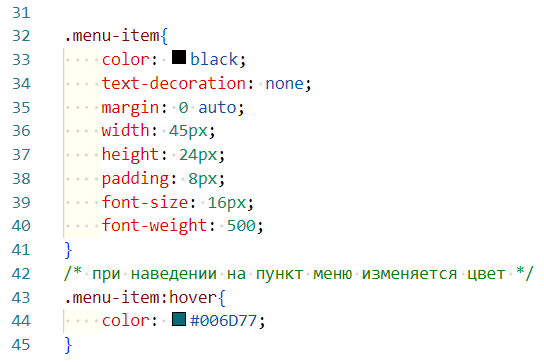 31
32 .menu-item{
33 color: black;
34 text-decoration: none;
35 margin: 0 auto;
36 width: 45px;
37 height: 24px;
38 padding: 8px;
39 font-size: 16px;
40 font-weight: 500;
41 }
42 /* при наведении на пункт меню изменяется цвет */
43 .menu-item:hover{
44 color: #006D77;
45 }